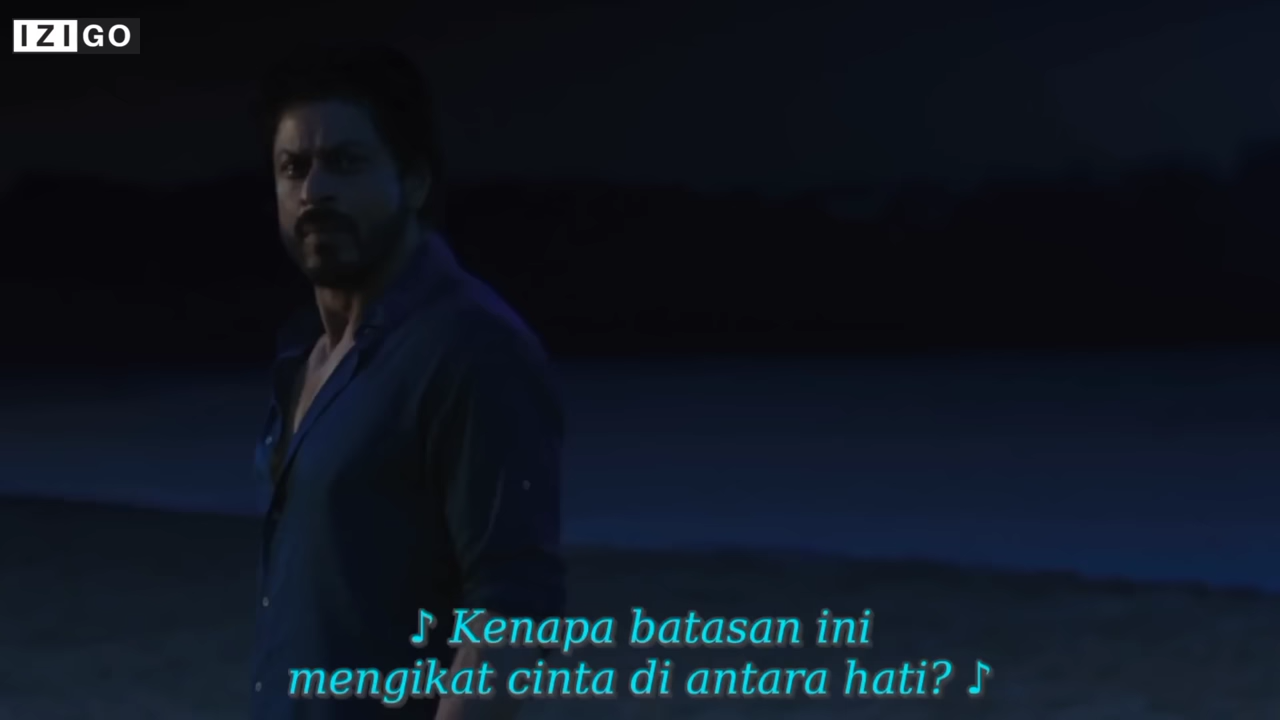 IZIGO
♪ Kenapa batasan ini
mengikat cinta di antara hati? ♪